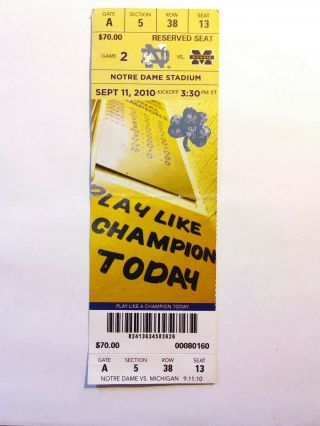 GATE SECTION ROW SEAT
A 5 38 13
$70.00 RESERVED SEAT
GAME 2 ND VS. M
NOTRE DAME STADIUM
SEPT 11, 2010 KICKOFF 3:30 PM ET
PLAY LIKE
CHAMPION
TODAY
PLAY LIKE A CHAMPION TODAY
82413634583626
$70.00 00080160
GATE SECTION ROW SEAT
A 5 38 13
NOTRE DAME VS. MICHIGAN 9.11.10